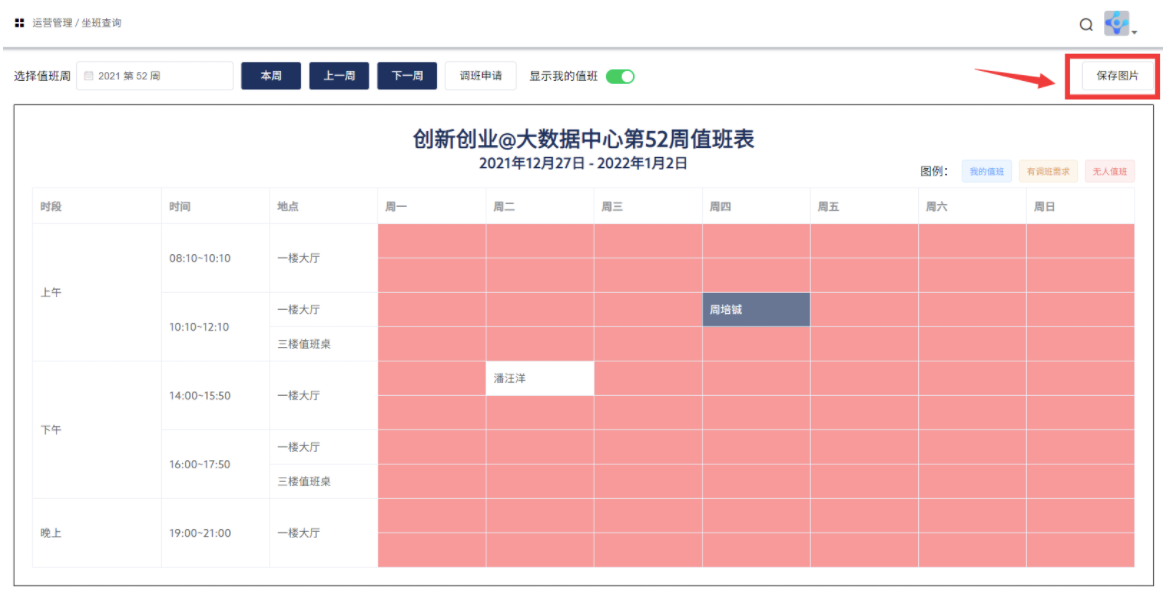 运营管理 / 坐班查询
选择值班周 2021 第 52 周 本周 上一周 下一周 调班申请 显示我的值班 保存图片
创新创业@大数据中心第52周值班表
2021年12月27日 - 2022年1月2日
图例： 我的值班 有调班需求 无人值班
时段 时间 地点 周一 周二 周三 周四 周五 周六 周日
上午
08:10~10:10 一楼大厅
10:10~12:10
一楼大厅 周培铖
三楼值班桌
下午
14:00~15:50 一楼大厅
潘汪洋
16:00~17:50
一楼大厅
三楼值班桌
晚上 19:00~21:00 一楼大厅